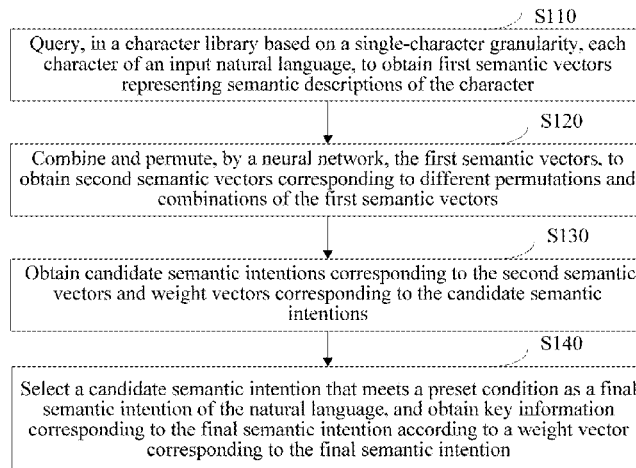 S110
Query, in a character library based on a single-character granularity, each
character of an input natural language, to obtain first semantic vectors
representing semantic descriptions of the character
S120
Combine and permute, by a neural network, the first semantic vectors, to
obtain second semantic vectors corresponding to different permutations and
combinations of the first semantic vectors
S130
Obtain candidate semantic intentions corresponding to the second semantic
vectors and weight vectors corresponding to the candidate semantic
intentions
S140
Select a candidate semantic intention that meets a preset condition as a final
semantic intention of the natural language, and obtain key information
corresponding to the final semantic intention according to a weight vector
corresponding to the final semantic intention